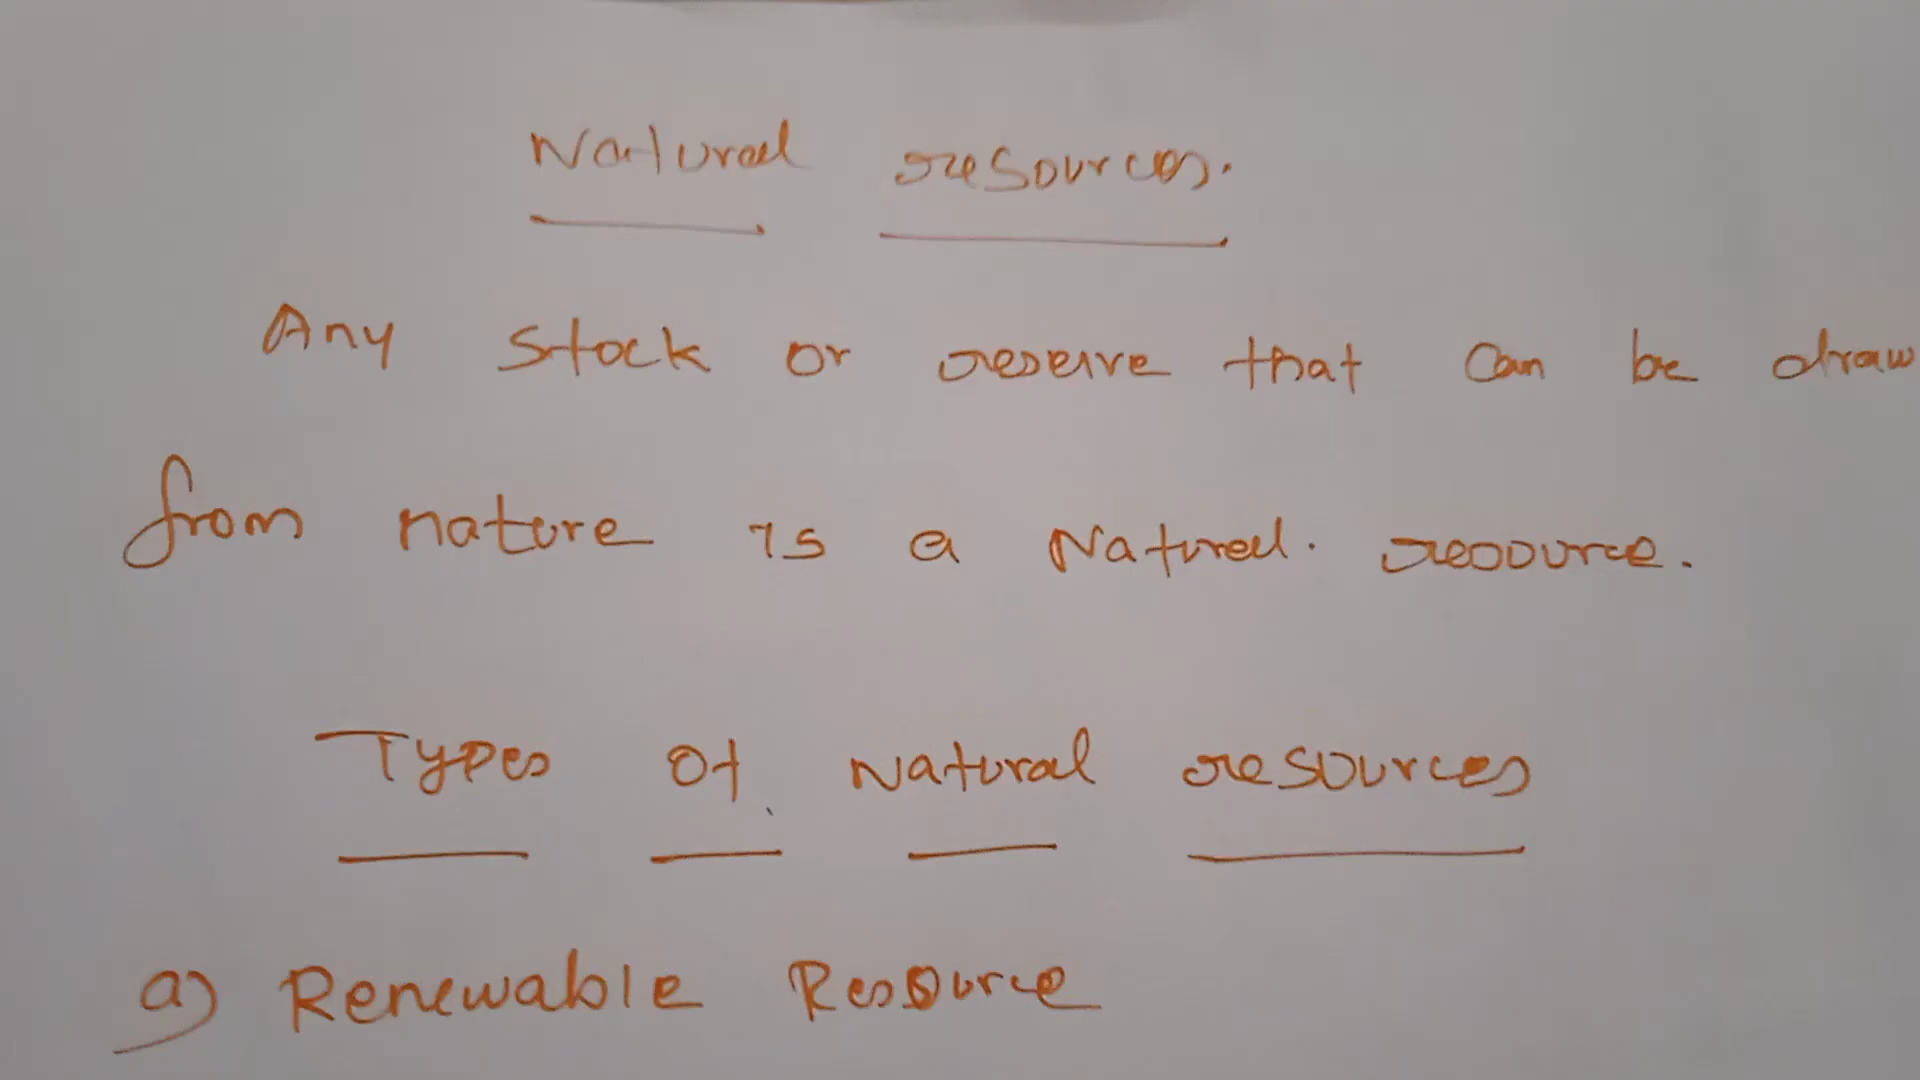 Natural resources.
Any stock or reserve that can be draw
from nature is a Natural. resource.
Types of Natural resources
a) Renewable Resource